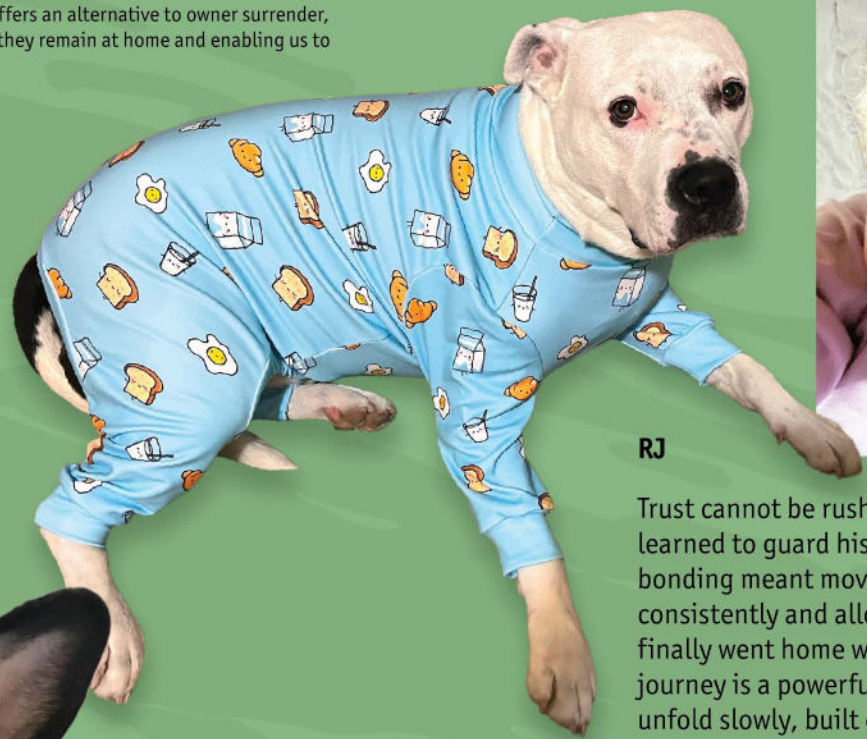 ffers an alternative to owner surrender,
they remain at home and enabling us to
RJ
Trust cannot be rush
learned to guard his
bonding meant mov
consistently and allo
finally went home w
journey is a powerfu
unfold slowly, built